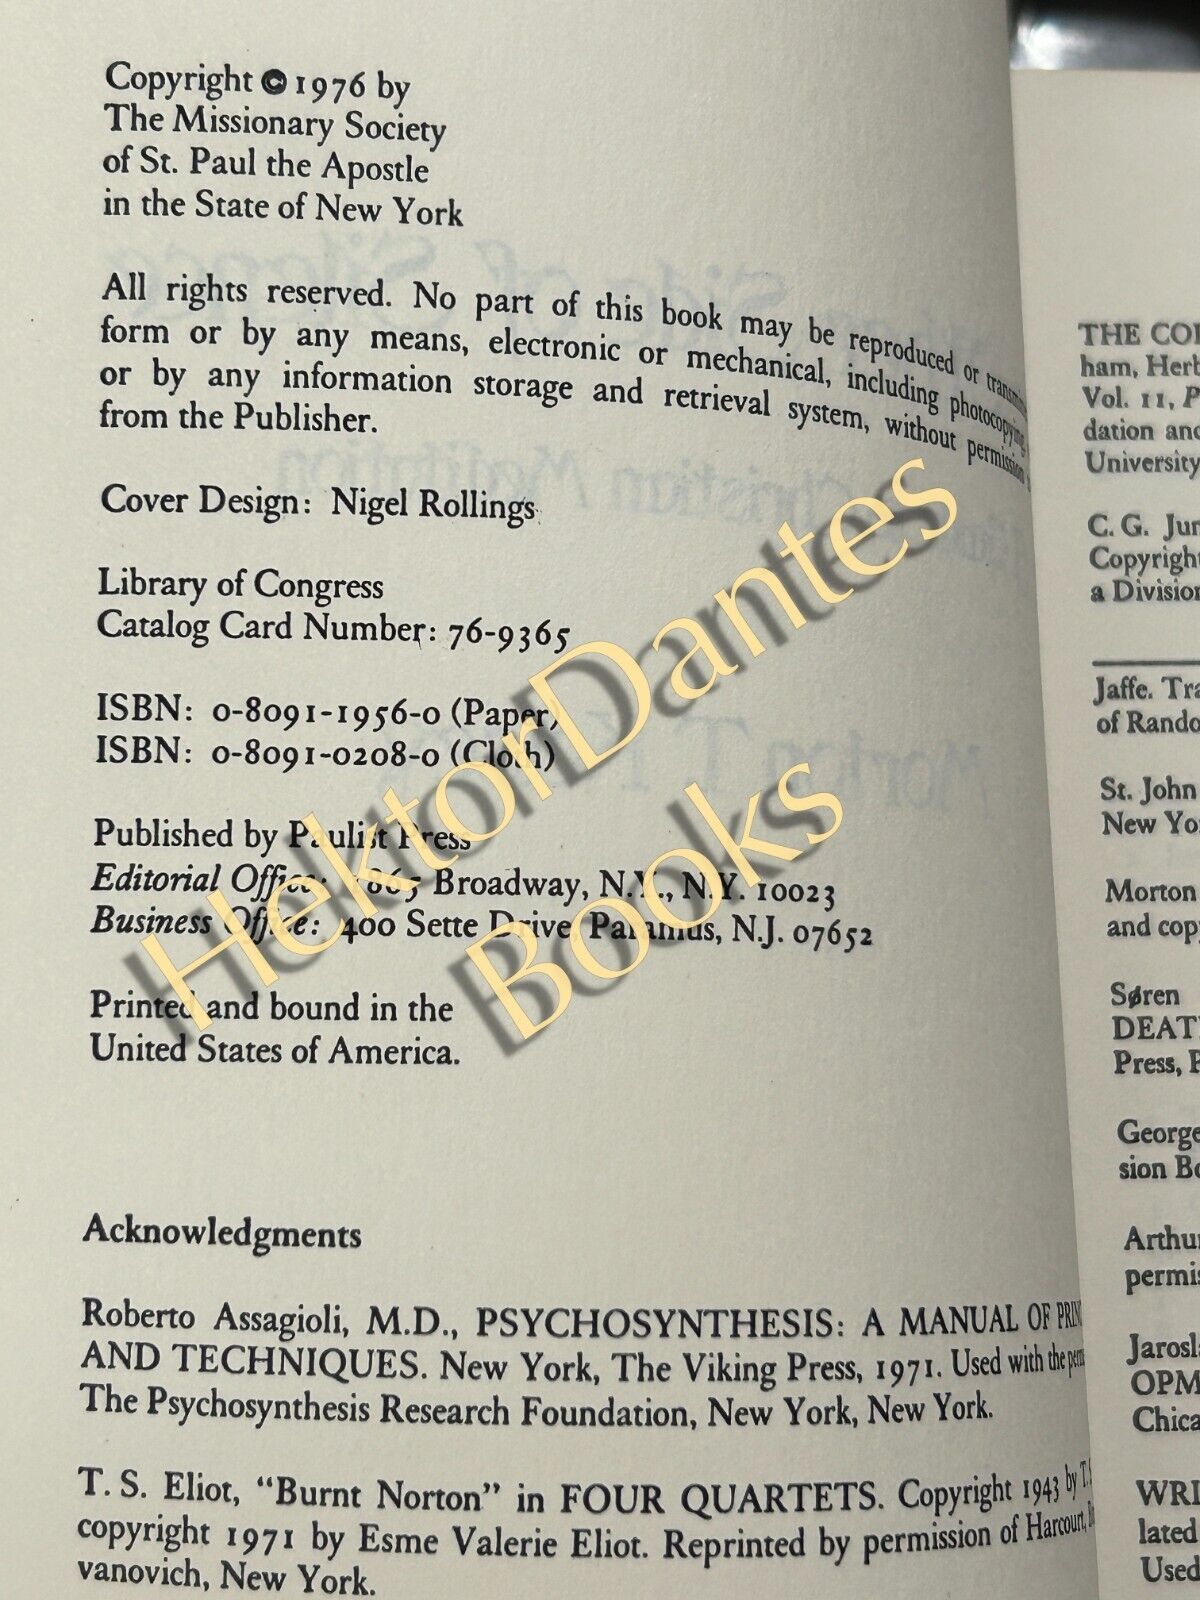 Copyright © 1976 by
The Missionary Society
of St. Paul the Apostle
in the State of New York
All rights reserved. No part of this book may be reproduced or
form or by any means, electronic or mechanical, including photocopying,
or by any information storage and retrieval system, without permission
from the Publisher.
Cover Design: Nigel Rollings
Library of Congress
Catalog Card Number: 76-9365
ISBN: 0-8091-1956-0 (Paper)
ISBN: 0-8091-0208-0 (Cloth)
Published by Paulist Press
Editorial Office: 1865 Broadway, N.Y., N.Y. 10023
Business Office: 400 Sette Drive, Paramus, N.J. 07652
Printed and bound in the
United States of America.
Acknowledgments
Roberto Assagioli, M.D., PSYCHOSYNTHESIS: A MANUAL OF
AND TECHNIQUES. New York, The Viking Press, 1971. Used with the
The Psychosynthesis Research Foundation, New York, New York.
T. S. Eliot, "Burnt Norton" in FOUR QUARTETS. Copyright 1943 by T.
copyright 1971 by Esme Valerie Eliot. Reprinted by permission of Harcourt,
vanovich, New York.
HektorDantes
Books
THE
ham,
Vol. 11,
dation
University
C. G.
Copyright
a Division
Jaffe.
of
St. John
New
Morton
and
Søren
Press,
George
sion
permis
OPM
Chica
lated
Used